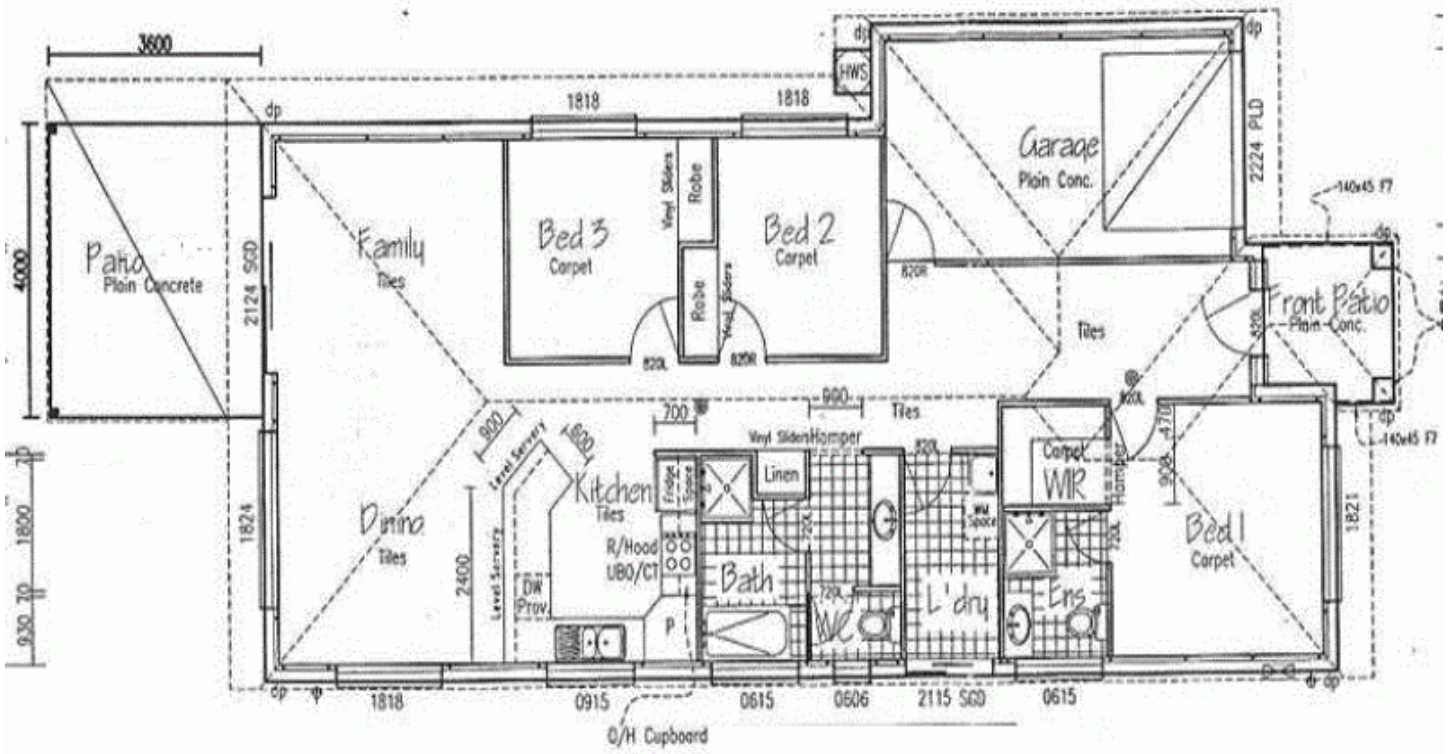 3600
dp
dp
HWS
1818
1818
2224 PLD
Garage
Plain Conc.
140x45 F7
dp
4000
Patio
Plain Concrete
2124 SGD
Family
Tiles
Bed 3
Carpet
Vinyl Sliders
Robe
Robe
Vinyl Sliders
Bed 2
Carpet
820R
820L
820R
Tiles
820L
Front Patio
Plain Conc.
dp
140x45 F7
900
600
700
900
Tiles
Vinyl Sliders
Hamper
820L
820L
470
900
Hamper
Level Servery
Kitchen
Tiles
Fridge Space
Linen
720L
WM Space
Carpet
WIR
Bed 1
Carpet
1821
70
1800
70
930
1824
Dining
Tiles
2400
Level Servery
R/Hood
UBO/CT
DW
Prov.
P
Bath
720L
WC
L'dry
Ens
720L
dp
1818
0915
0615
0606
2115 SGD
0615
dp
O/H Cupboard